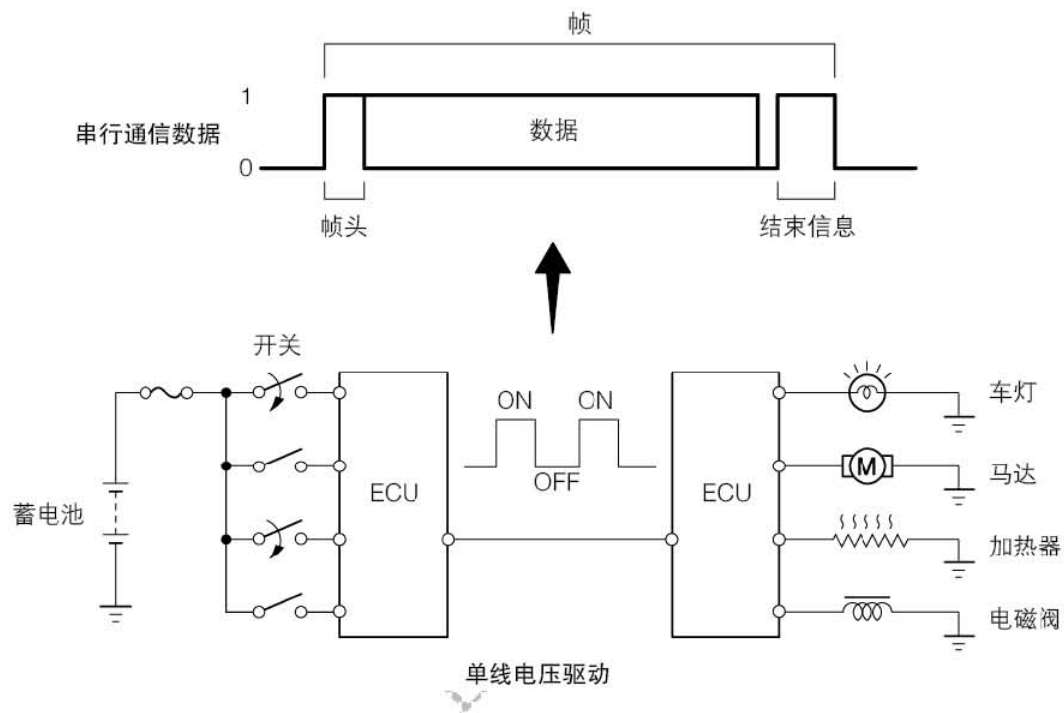 帧
1
串行通信数据
数据
0
帧头
结束信息
开关
ON
ON
OFF
车灯
M
马达
ECU
ECU
蓄电池
加热器
电磁阀
单线电压驱动